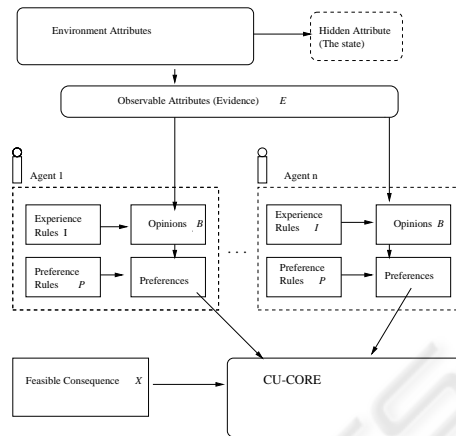 Environment Attributes
Hidden Attribute
(The state)
Observable Attributes (Evidence) E
Agent 1
Agent n
Experience
Rules I
Opinions B
Preference
Rules P
Preferences
. . .
Experience
Rules I
Opinions B
Preference
Rules P
Preferences
Feasible Consequence X
CU-CORE